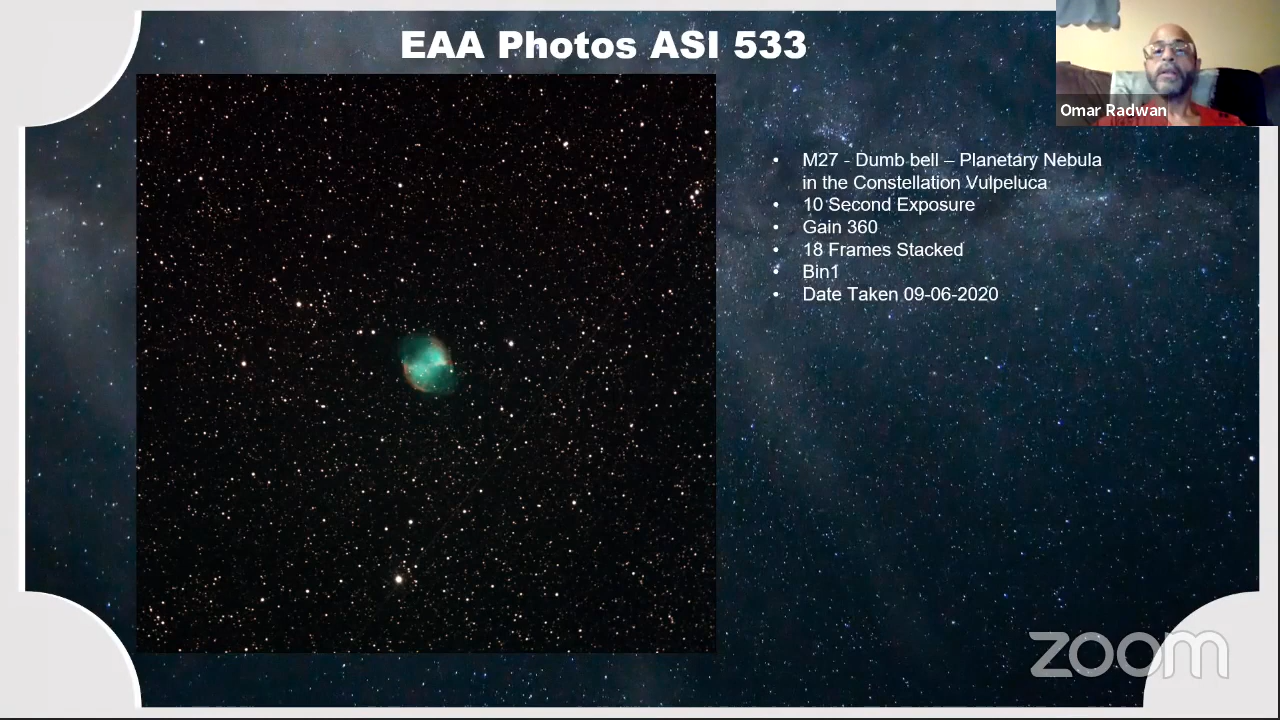 EAA Photos ASI 533
Omar Radwan
• M27 - Dumb bell – Planetary Nebula
in the Constellation Vulpeluca
• 10 Second Exposure
• Gain 360
• 18 Frames Stacked
• Bin1
• Date Taken 09-06-2020
zoom